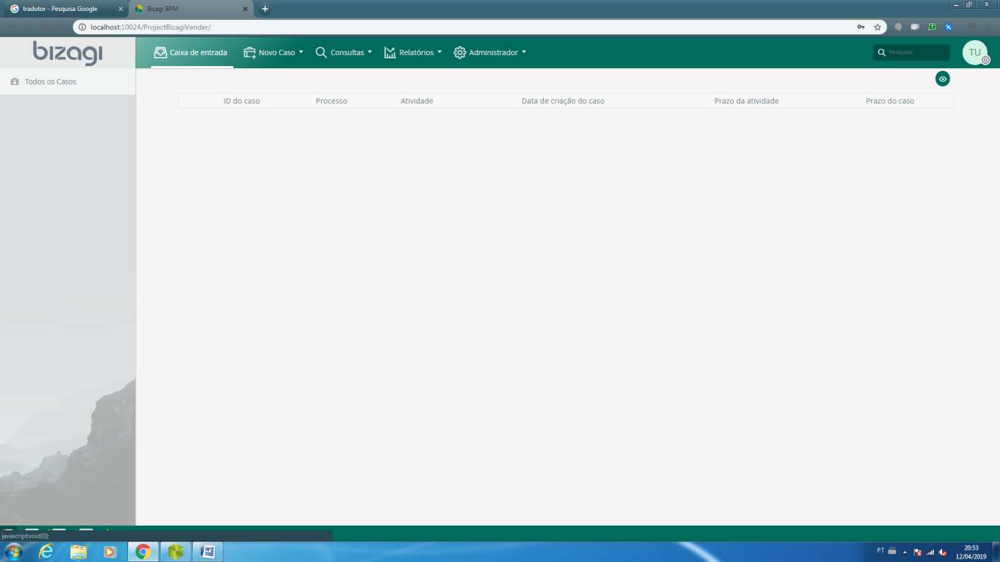 tradutor - Pesquisa Google
Bizagi BPM
localhost:10024/ProjectBizagiVender/
bizagi
Caixa de entrada
Novo Caso
Consultas
Relatórios
Administrador
Pesquisar
TU
Todos os Casos
ID do caso
Processo
Atividade
Data de criação do caso
Prazo da atividade
Prazo do caso
javascript:void(0);
PT
20:53
12/04/2019